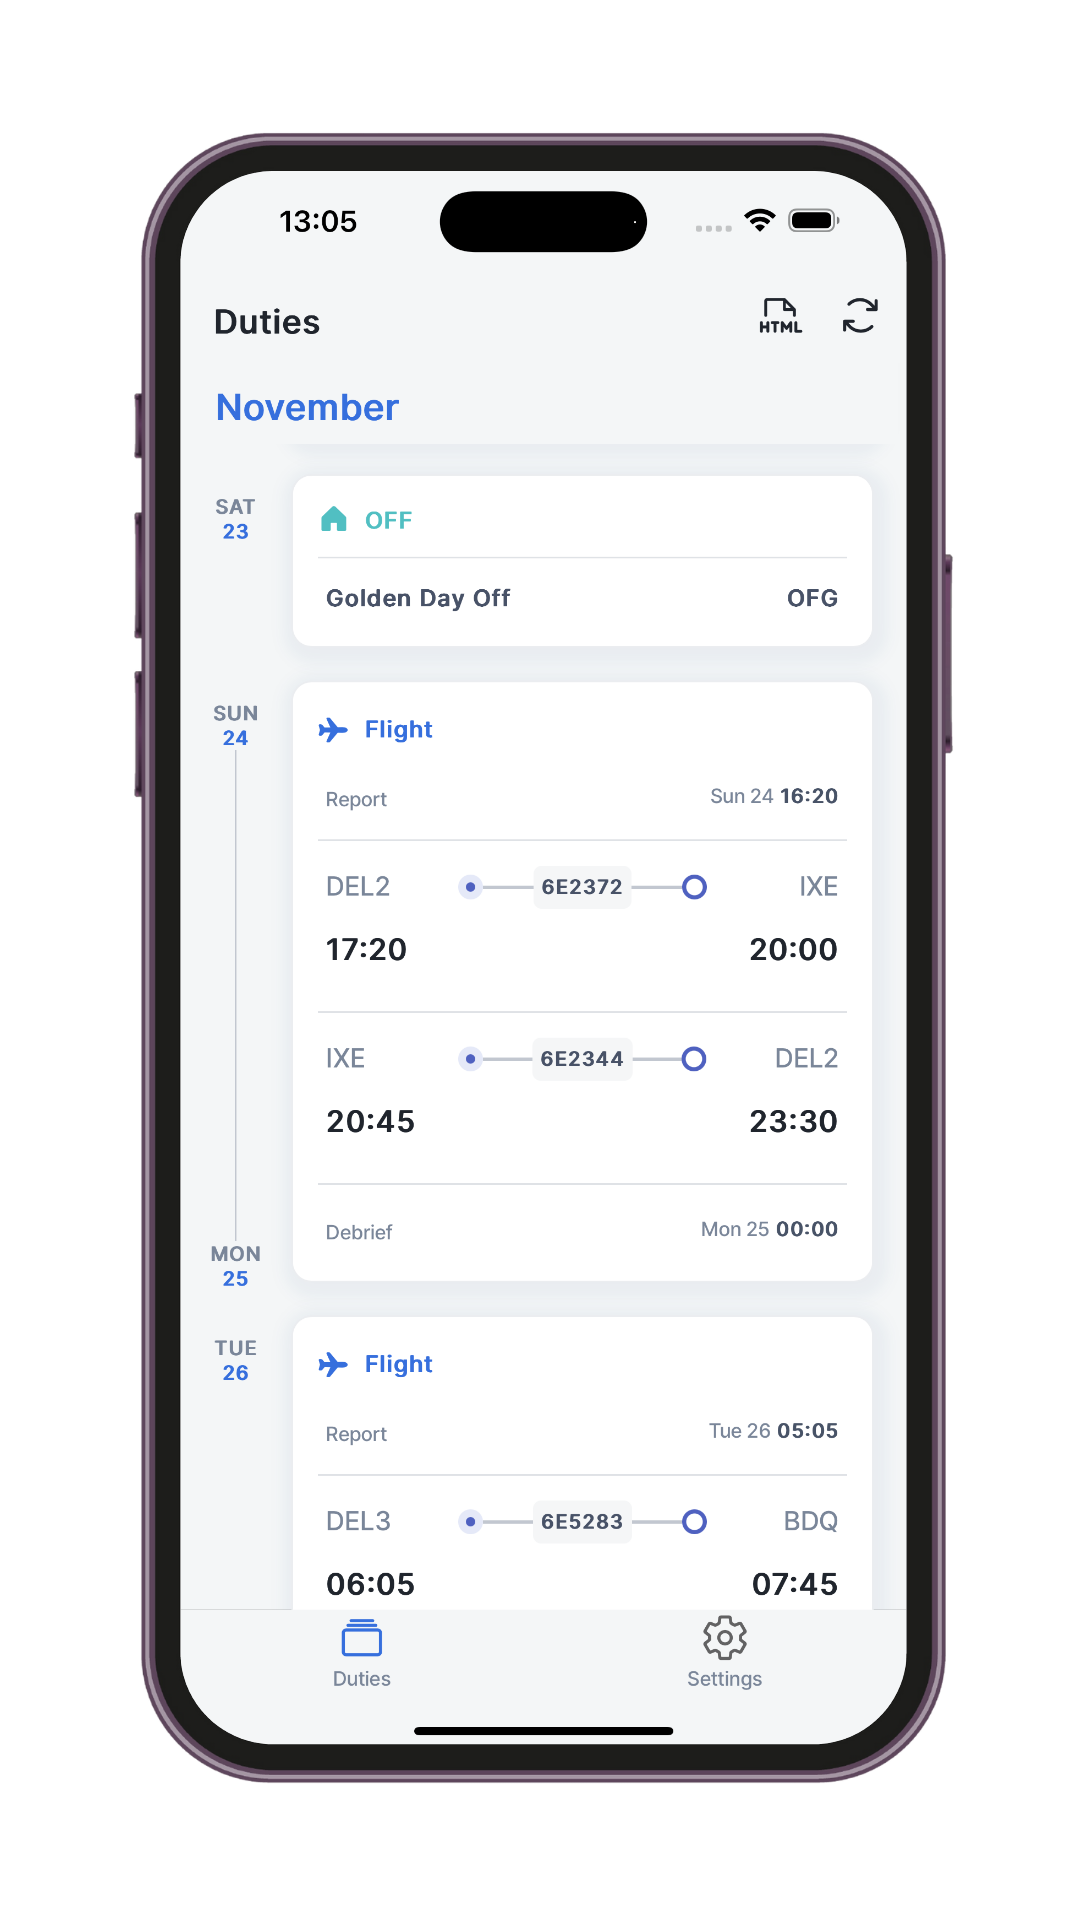 13:05
Duties
HTML
November
SAT
23
OFF
Golden Day Off OFG
SUN
24
Flight
Report Sun 24 16:20
DEL2 6E2372 IXE
17:20 20:00
IXE 6E2344 DEL2
20:45 23:30
Debrief Mon 25 00:00
MON
25
TUE
26
Flight
Report Tue 26 05:05
DEL3 6E5283 BDQ
06:05 07:45
Duties Settings